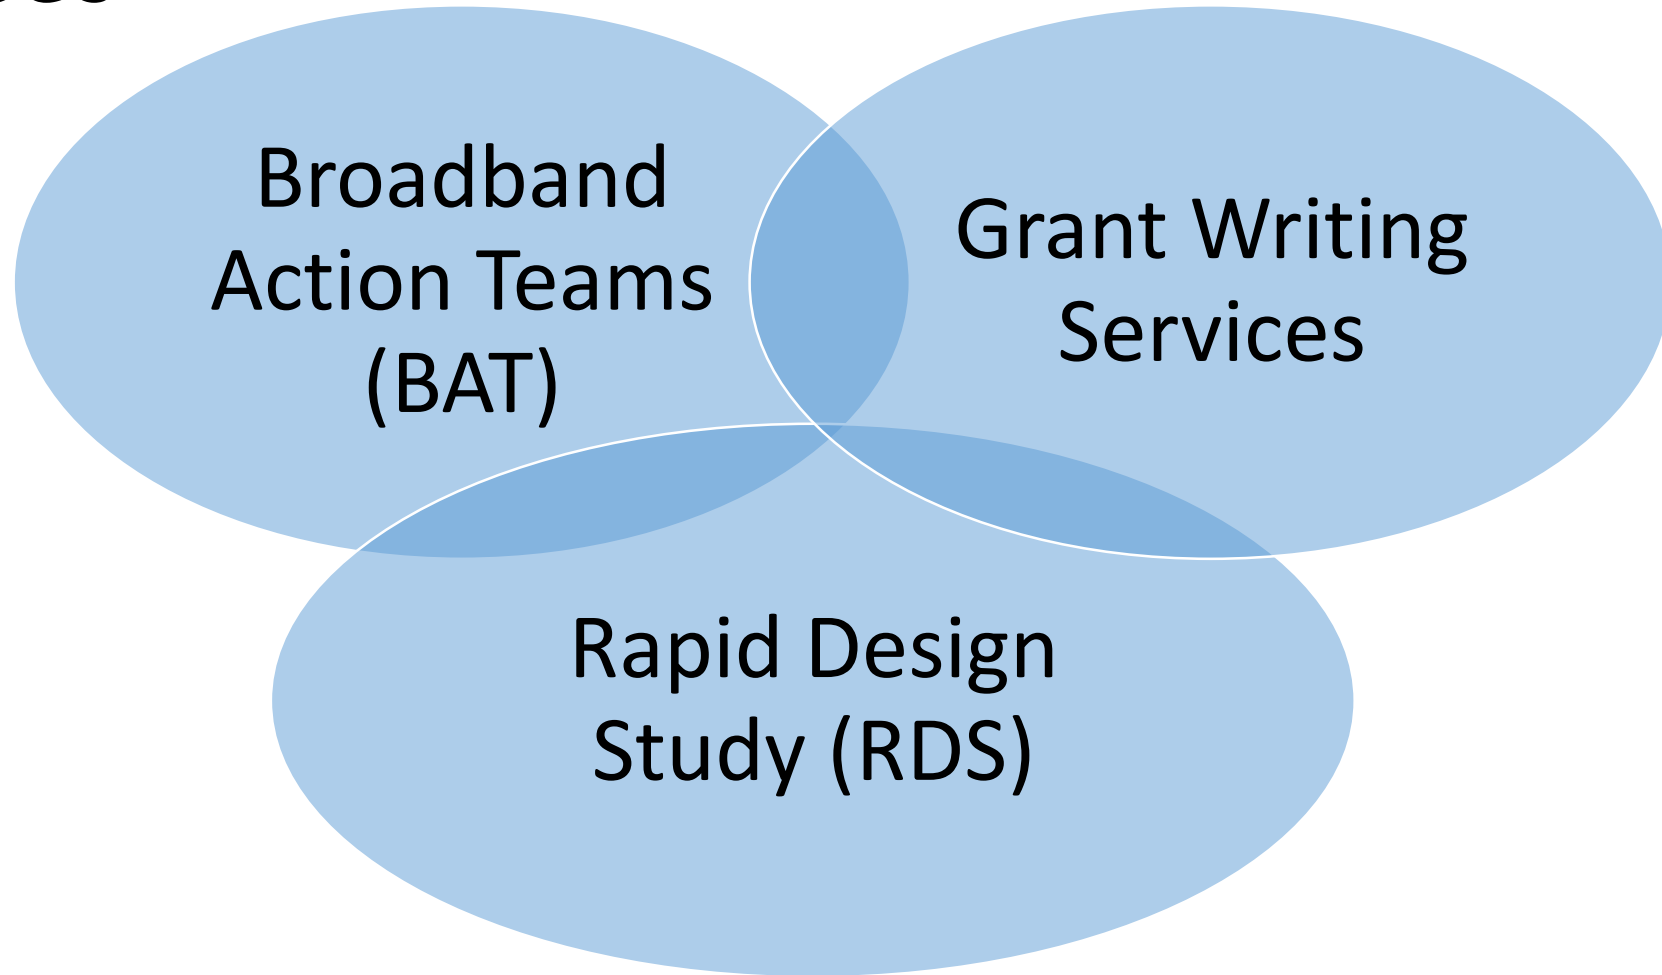 Broadband
Action Teams
(BAT)
Grant Writing
Services
Rapid Design
Study (RDS)